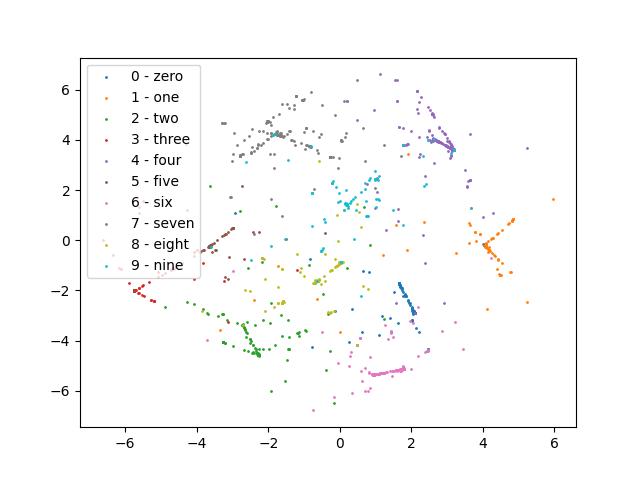 0 - zero
1 - one
2 - two
3 - three
4 - four
5 - five
6 - six
7 - seven
8 - eight
9 - nine
6
4
2
0
−2
−4
−6
−6 −4 −2 0 2 4 6